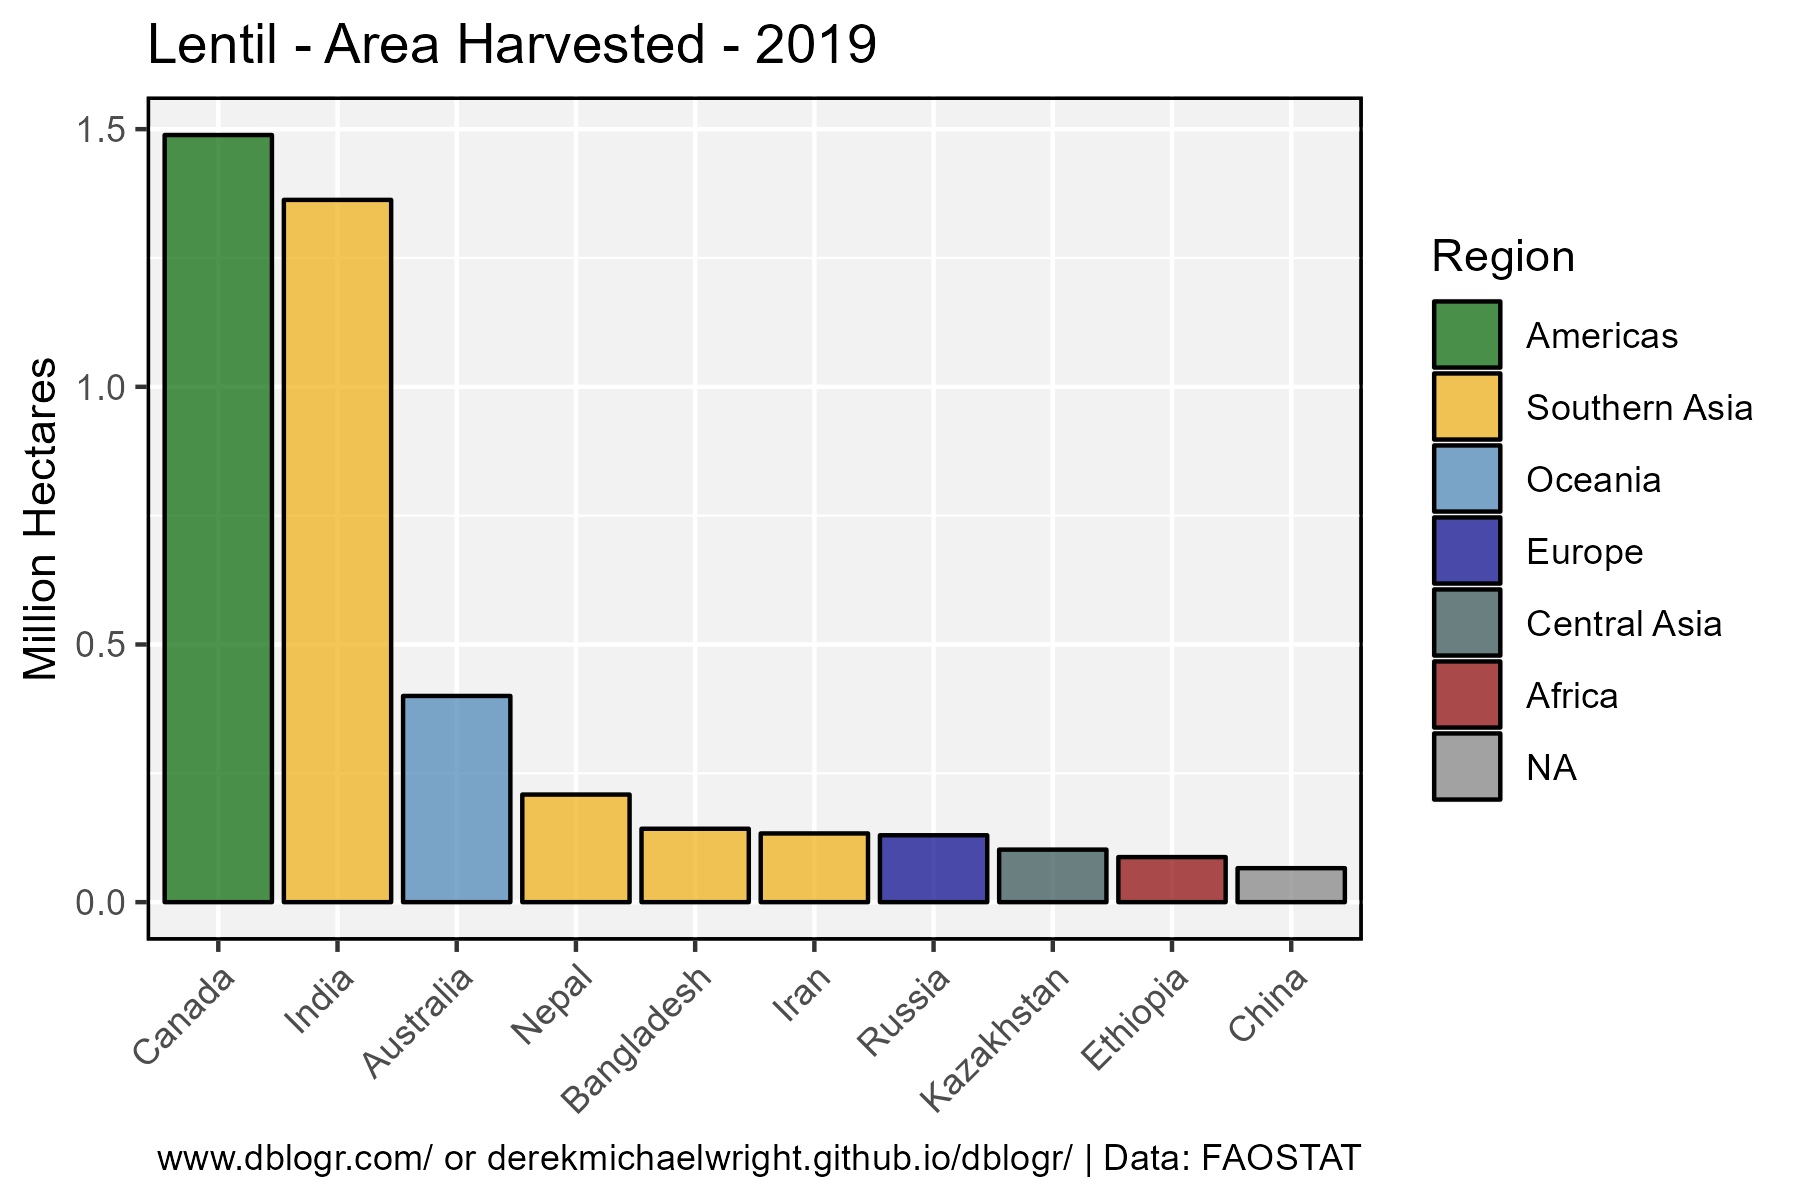 Lentil - Area Harvested - 2019
Million Hectares
1.5
1.0
0.5
0.0
Canada
India
Australia
Nepal
Bangladesh
Iran
Russia
Kazakhstan
Ethiopia
China
Region
Americas
Southern Asia
Oceania
Europe
Central Asia
Africa
NA
www.dblogr.com/ or derekmichaelwright.github.io/dblogr/ | Data: FAOSTAT